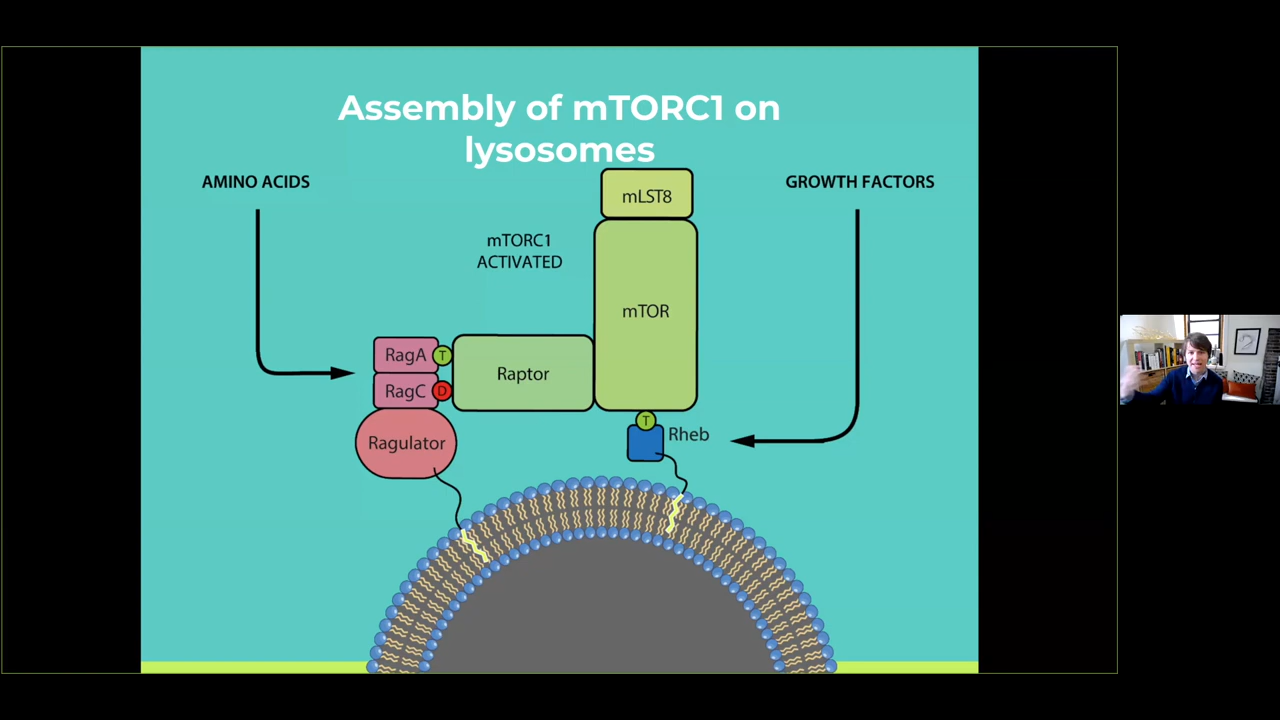 Assembly of mTORC1 on
lysosomes
AMINO ACIDS
GROWTH FACTORS
mLST8
mTORC1
ACTIVATED
mTOR
RagA
T
Raptor
RagC
D
Ragulator
T
Rheb